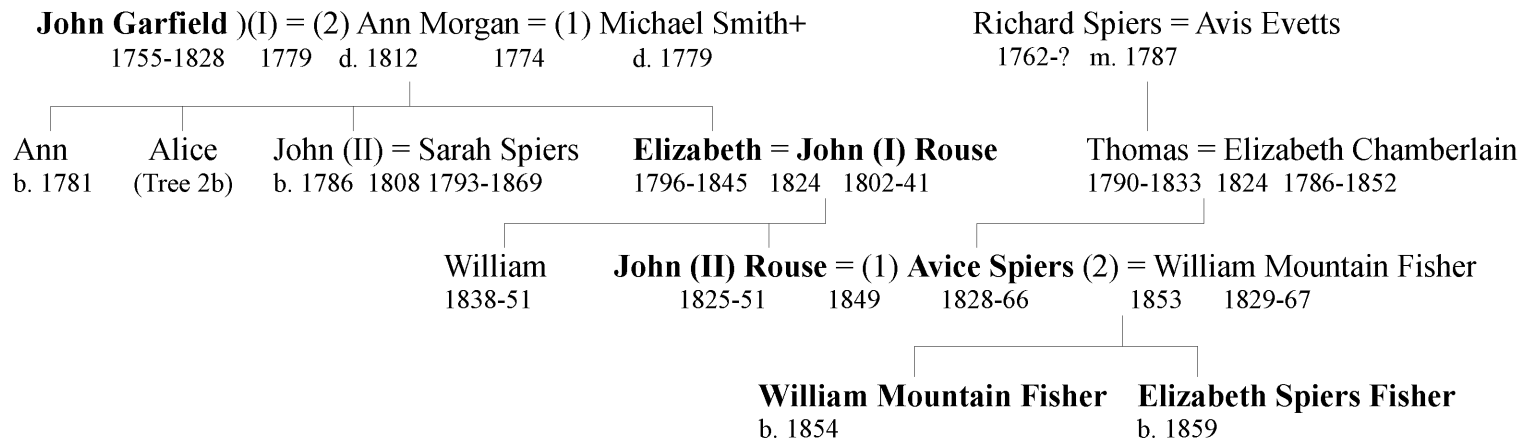 John Garfield )(I) = (2) Ann Morgan = (1) Michael Smith+ Richard Spiers = Avis Evetts
1755-1828 1779 d. 1812 1774 d. 1779 1762-? m. 1787
Ann Alice John (II) = Sarah Spiers Elizabeth = John (I) Rouse Thomas = Elizabeth Chamberlain
b. 1781 (Tree 2b) b. 1786 1808 1793-1869 1796-1845 1824 1802-41 1790-1833 1824 1786-1852
William John (II) Rouse = (1) Avice Spiers (2) = William Mountain Fisher
1838-51 1825-51 1849 1828-66 1853 1829-67
William Mountain Fisher Elizabeth Spiers Fisher
b. 1854 b. 1859